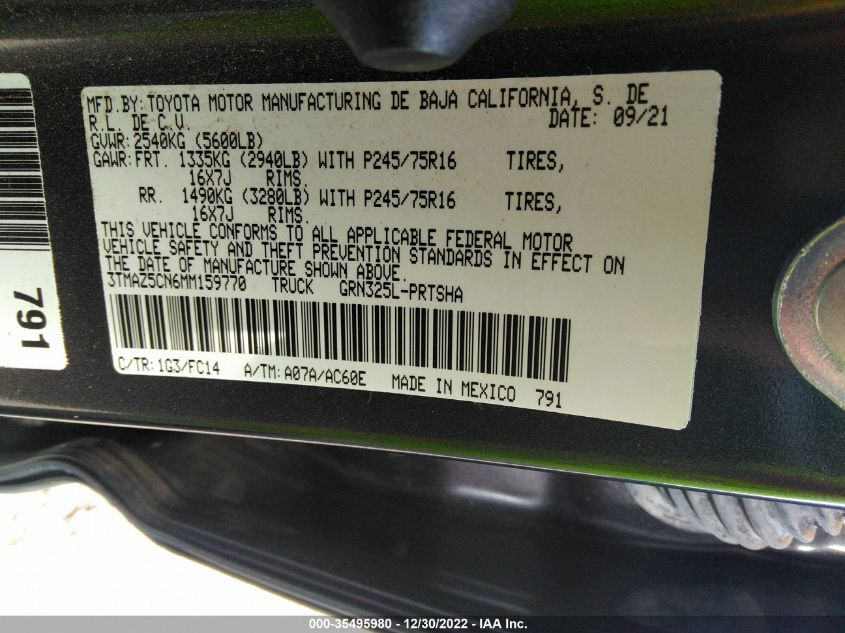 MFD.BY:TOYOTA MOTOR MANUFACTURING DE BAJA CALIFORNIA, S. DE
R.L. DE C.V. DATE: 09/21
GVWR:2540KG (5600LB)
GAWR:FRT. 1335KG (2940LB) WITH P245/75R16 TIRES,
16X7J RIMS.
RR. 1490KG (3280LB) WITH P245/75R16 TIRES,
16X7J RIMS.
THIS VEHICLE CONFORMS TO ALL APPLICABLE FEDERAL MOTOR
VEHICLE SAFETY AND THEFT PREVENTION STANDARDS IN EFFECT ON
THE DATE OF MANUFACTURE SHOWN ABOVE.
3TMAZ5CN6MM159770 TRUCK GRN325L-PRTSHA
C/TR:1G3/FC14 A/TM:A07A/AC60E MADE IN MEXICO 791
791
000-35495980 - 12/30/2022 - IAA Inc.